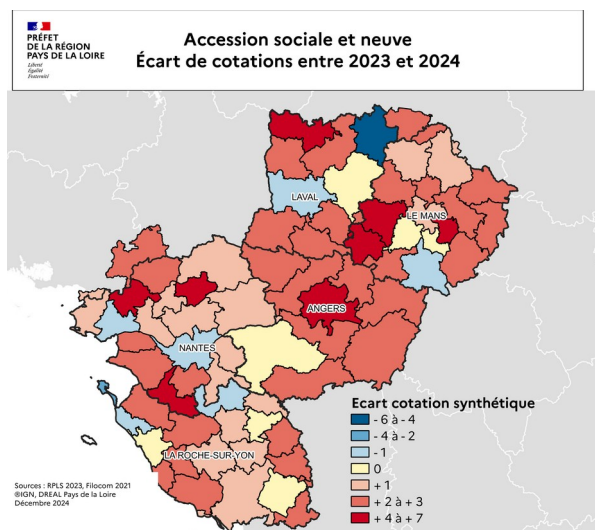 PRÉFET
DE LA RÉGION
PAYS DE LA LOIRE
Liberté
Égalité
Fraternité
Accession sociale et neuve
Écart de cotations entre 2023 et 2024
LAVAL
LE MANS
ANGERS
NANTES
LA ROCHE-SUR-YON
Ecart cotation synthétique
- 6 à - 4
- 4 à - 2
- 1
0
+ 1
+ 2 à + 3
+ 4 à + 7
Sources : RPLS 2023, Filocom 2021
®IGN, DREAL Pays de la Loire
Décembre 2024